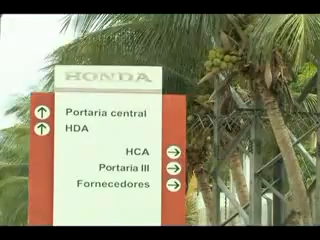 HONDA
Portaria central
HDA
HCA
Portaria III
Fornecedores